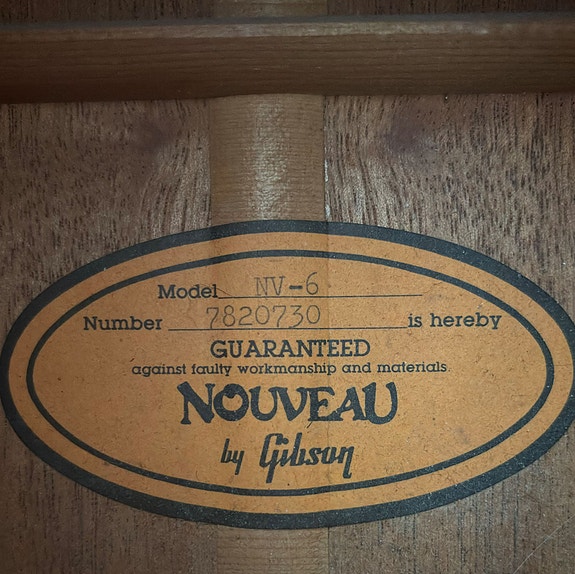 Model NV-6
Number 7820730 is hereby
GUARANTEED
against faulty workmanship and materials.
NOUVEAU
by Gibson